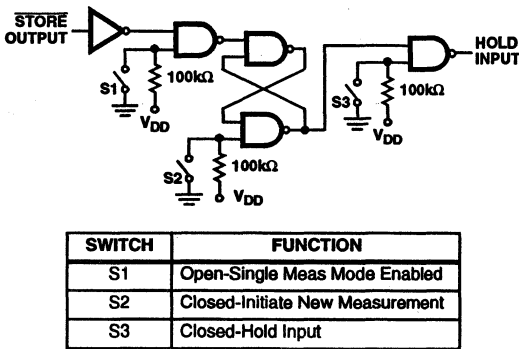 STORE
OUTPUT
HOLD
INPUT
S1
100kΩ
VDD
S3
100kΩ
VDD
S2
100kΩ
VDD
SWITCH FUNCTION
S1 Open-Single Meas Mode Enabled
S2 Closed-Initiate New Measurement
S3 Closed-Hold Input